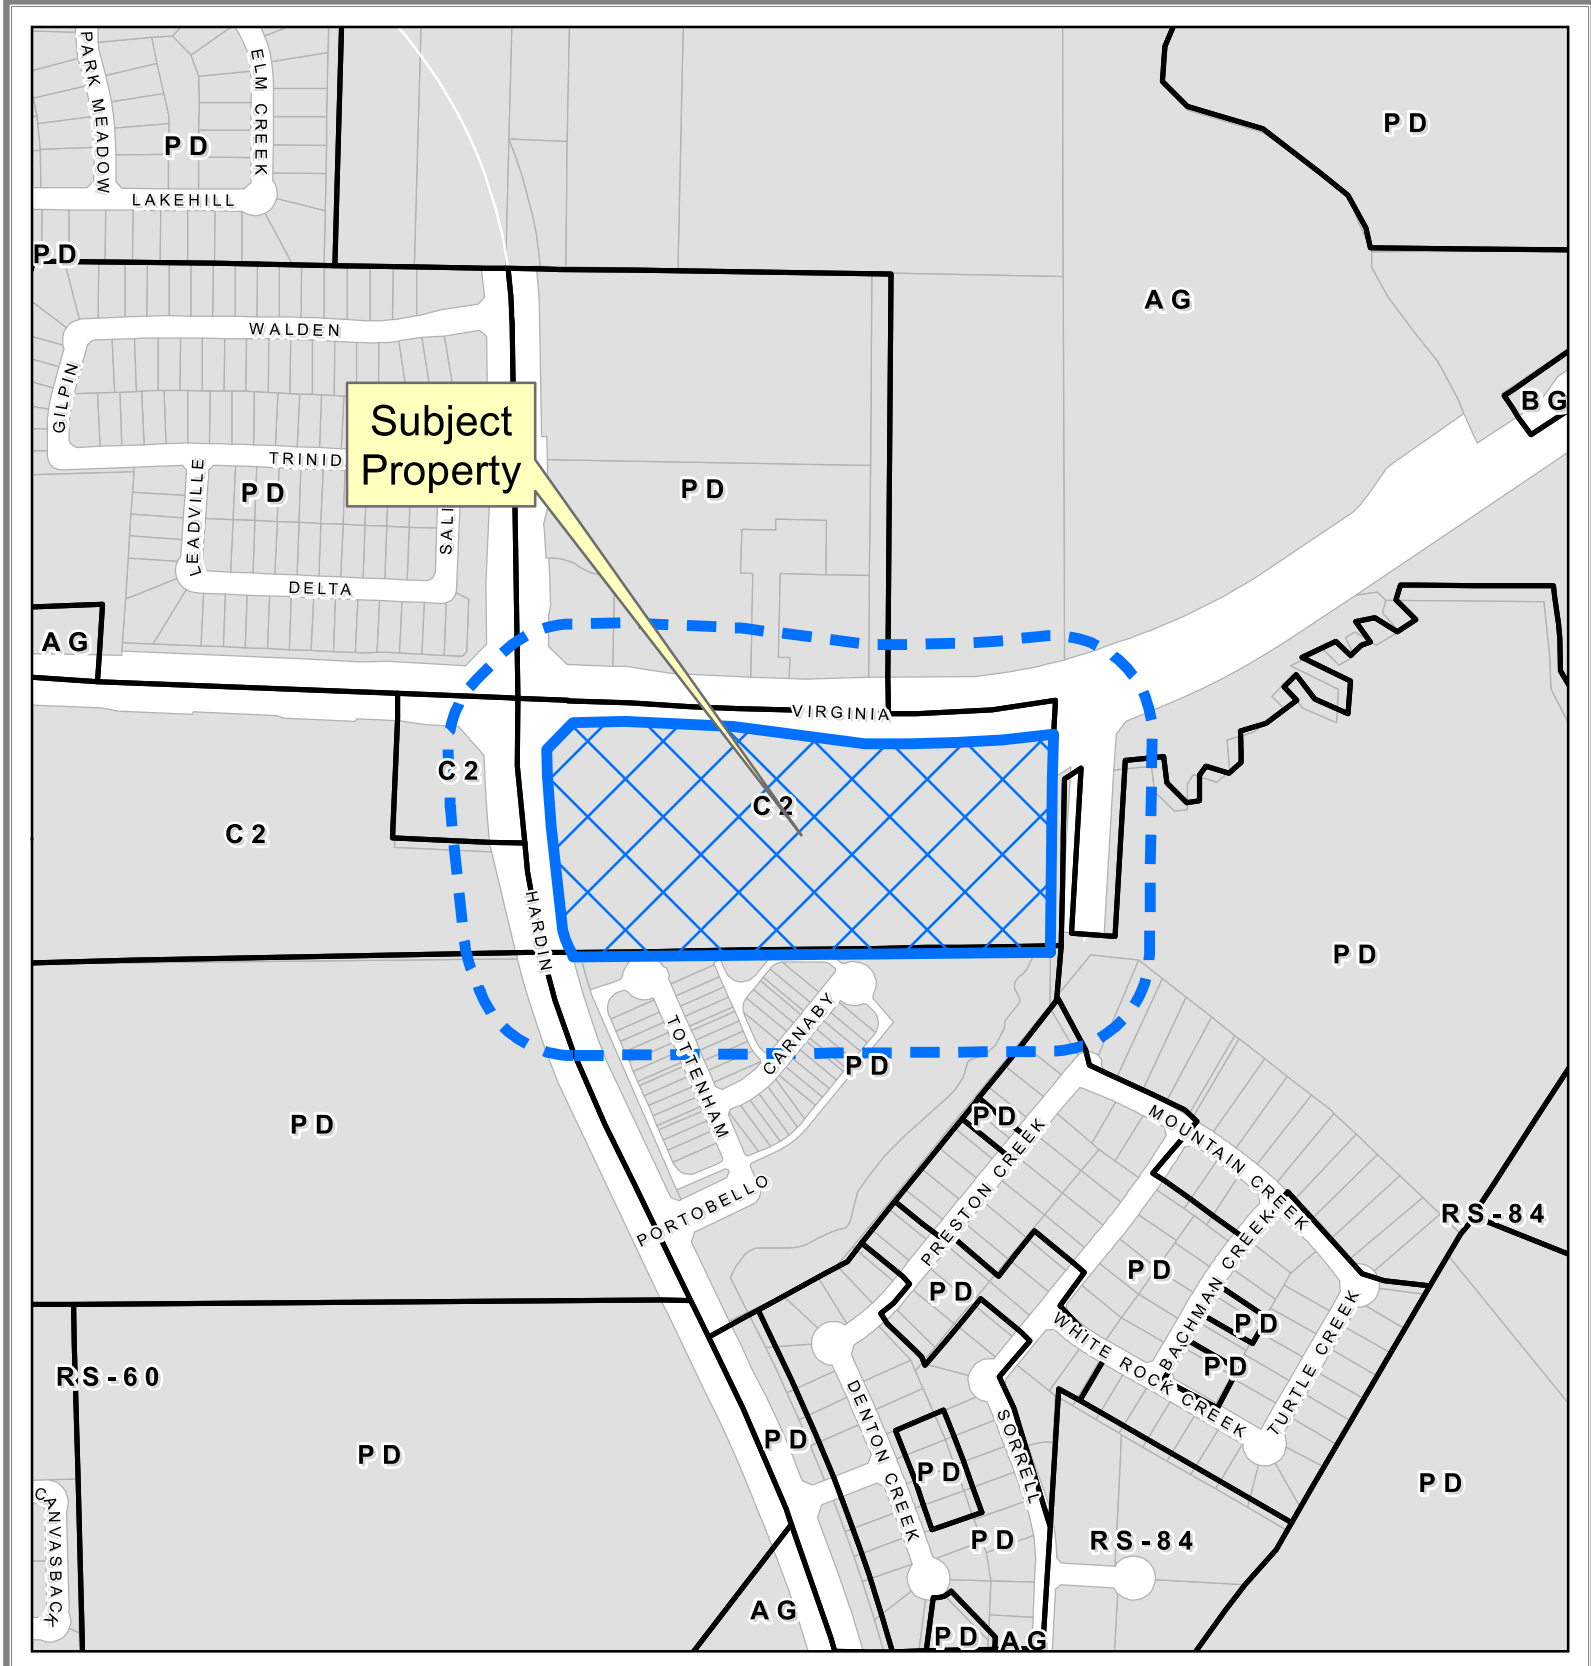 PARK MEADOW
ELM CREEK
PD
PD
LAKEHILL
PD
AG
WALDEN
GILPIN
BG
Subject
Property
TRINID
LEADVILLE
PD
PD
SALI
DELTA
AG
VIRGINIA
C2
C2
C2
HARDIN
PD
TOTTENHAM
CARNABY
PD
PD
PD
PRESTON CREEK
MOUNTAIN CREEK
PORTOBELLO
RS-84
PD
PD
BACHMAN CREEK
PD
PD
WHITE ROCK CREEK
TURTLE CREEK
RS-60
PD
PD
DENTON CREEK
SORRELL
PD
PD
PD
RS-84
CANVASBACK
AG
PD
AG